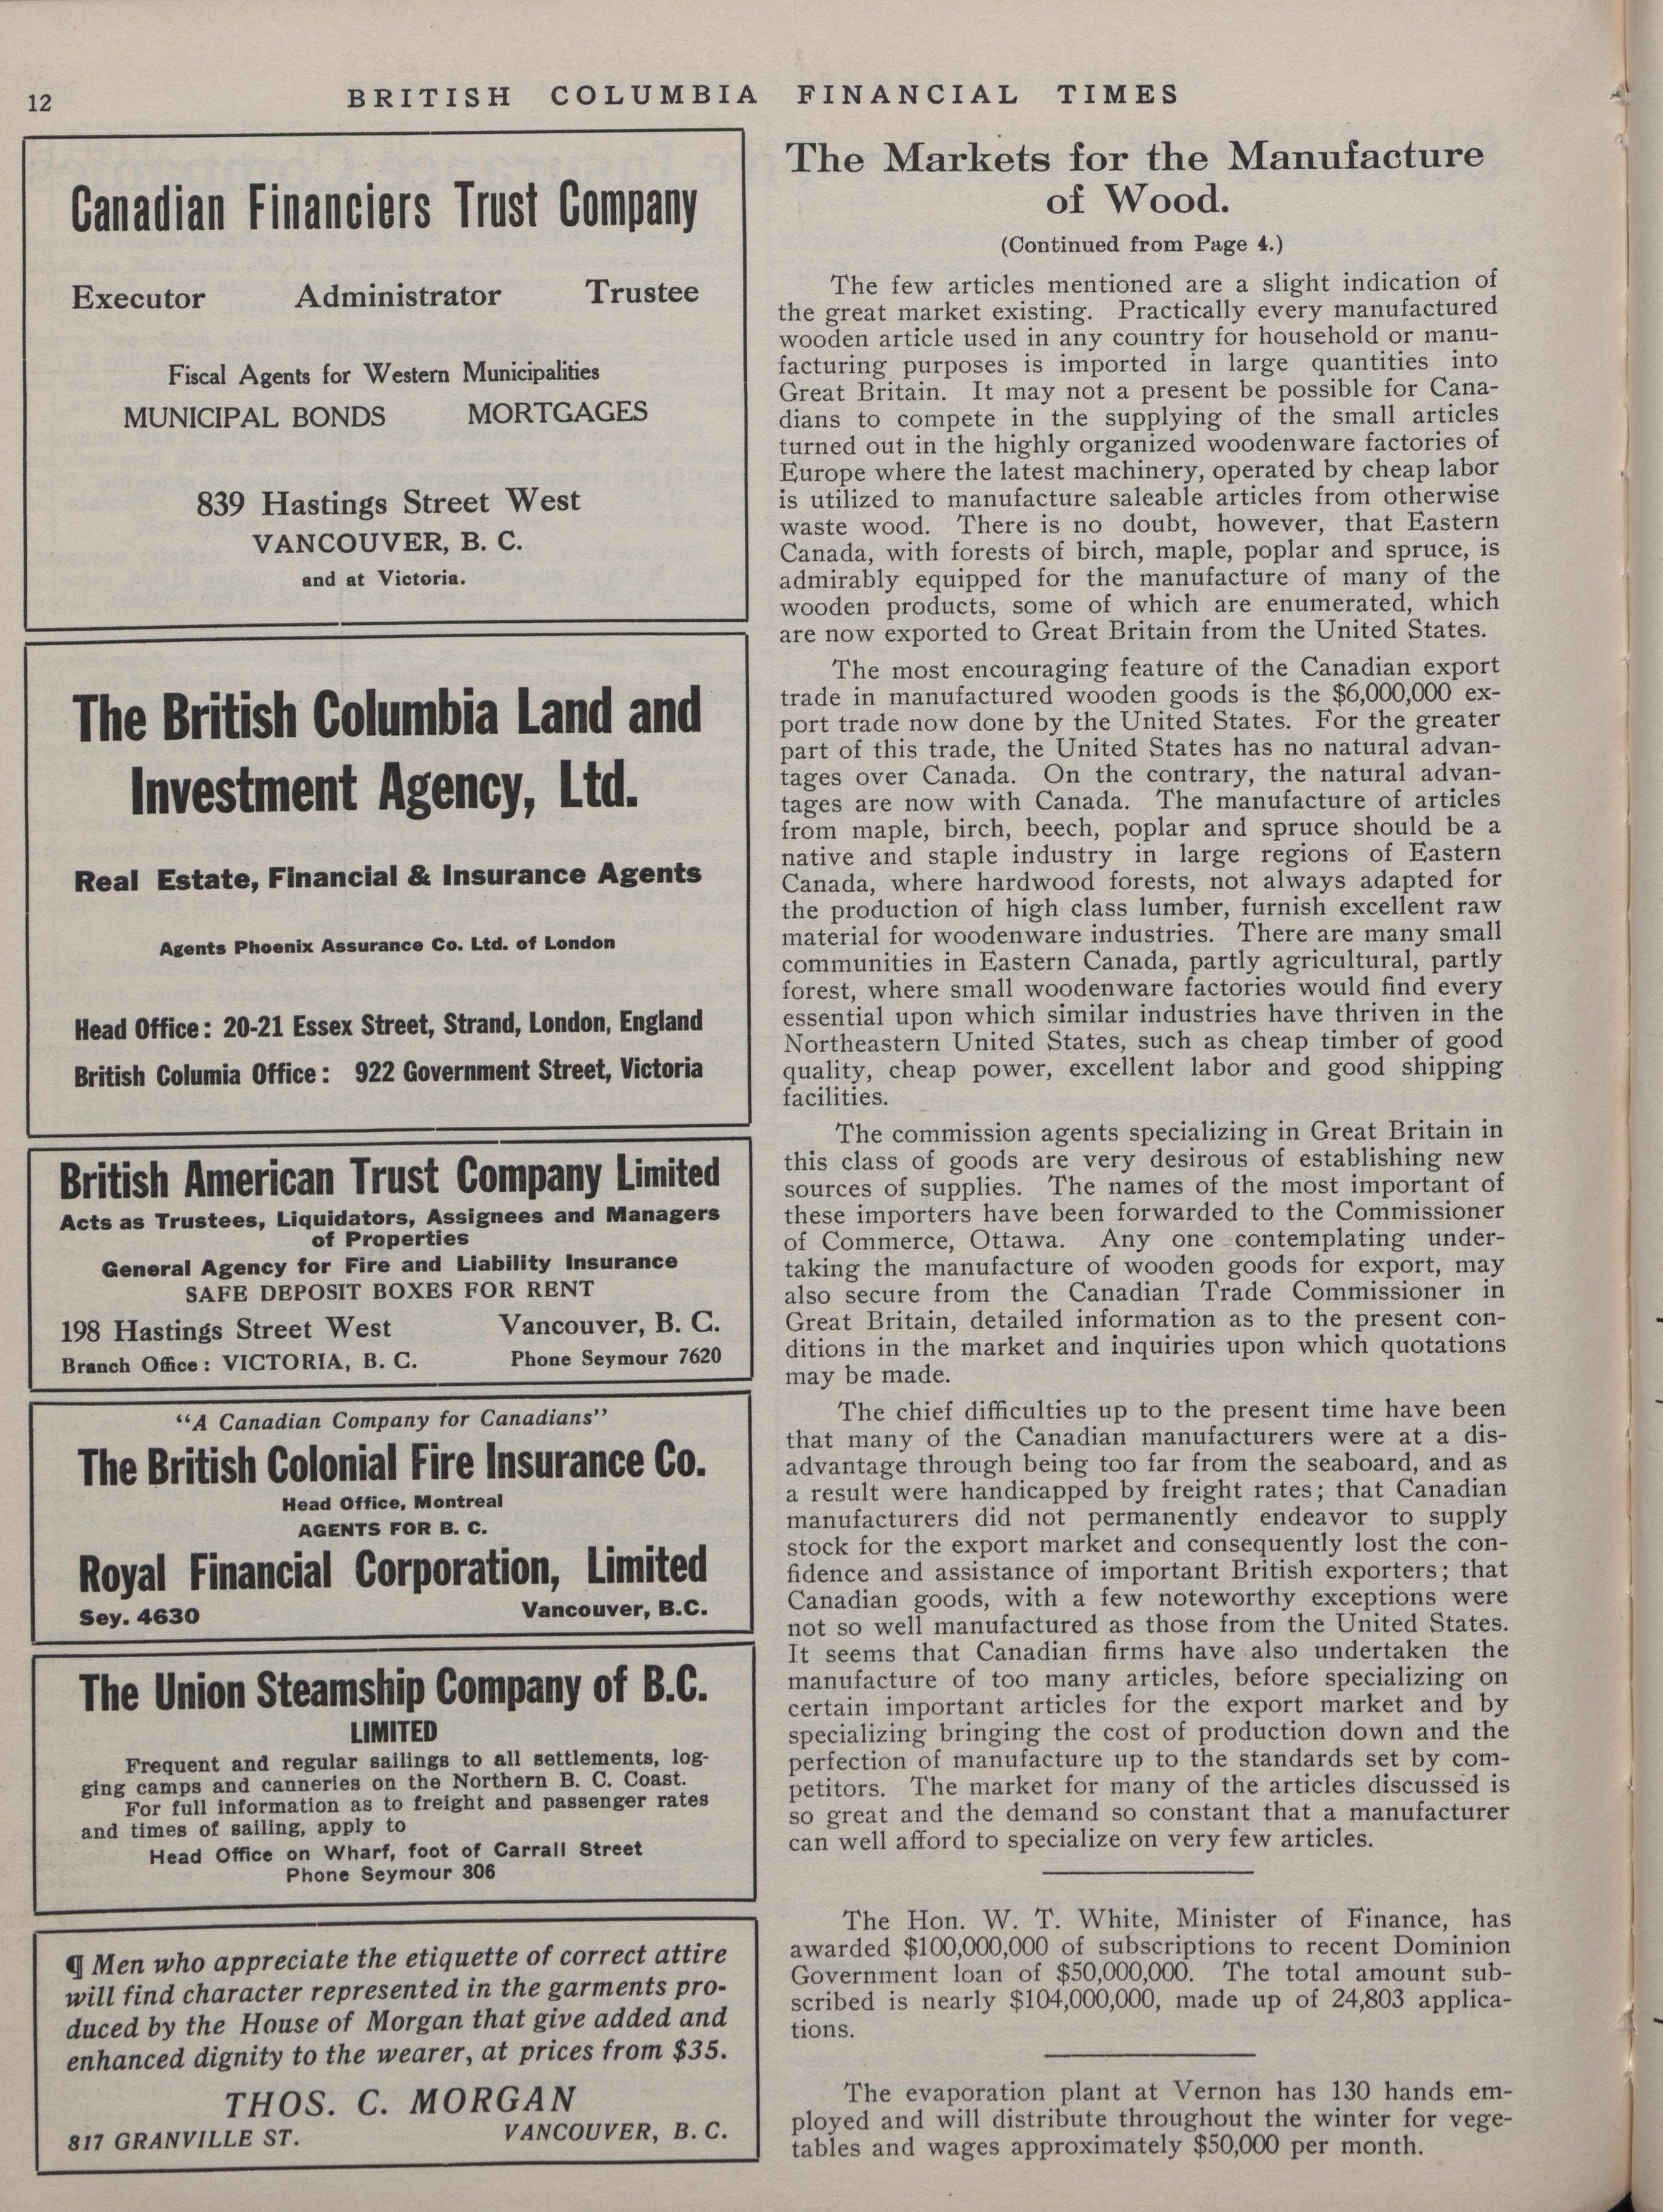 12
BRITISH COLUMBIA FINANCIAL TIMES
Canadian Financiers Trust Company
Executor Administrator Trustee
Fiscal Agents for Western Municipalities
MUNICIPAL BONDS MORTGAGES
839 Hastings Street West
VANCOUVER, B. C.
and at Victoria.
The British Columbia Land and
Investment Agency, Ltd.
Real Estate, Financial & Insurance Agents
Agents Phoenix Assurance Co. Ltd. of London
Head Office: 20-21 Essex Street, Strand, London, England
British Columia Office: 922 Government Street, Victoria
British American Trust Company Limited
Acts as Trustees, Liquidators, Assignees and Managers
of Properties
General Agency for Fire and Liability Insurance
SAFE DEPOSIT BOXES FOR RENT
198 Hastings Street West Vancouver, B. C.
Branch Office: VICTORIA, B. C. Phone Seymour 7620
"A Canadian Company for Canadians"
The British Colonial Fire Insurance Co.
Head Office, Montreal
AGENTS FOR B. C.
Royal Financial Corporation, Limited
Sey. 4630 Vancouver, B.C.
The Union Steamship Company of B.C.
LIMITED
Frequent and regular sailings to all settlements, log-
ging camps and canneries on the Northern B. C. Coast.
For full information as to freight and passenger rates
and times of sailing, apply to
Head Office on Wharf, foot of Carrall Street
Phone Seymour 306
¶ Men who appreciate the etiquette of correct attire
will find character represented in the garments pro-
duced by the House of Morgan that give added and
enhanced dignity to the wearer, at prices from $35.
THOS. C. MORGAN
817 GRANVILLE ST. VANCOUVER, B. C.
The Markets for the Manufacture
of Wood.
(Continued from Page 4.)
The few articles mentioned are a slight indication of
the great market existing. Practically every manufactured
wooden article used in any country for household or manu-
facturing purposes is imported in large quantities into
Great Britain. It may not a present be possible for Cana-
dians to compete in the supplying of the small articles
turned out in the highly organized woodenware factories of
Europe where the latest machinery, operated by cheap labor
is utilized to manufacture saleable articles from otherwise
waste wood. There is no doubt, however, that Eastern
Canada, with forests of birch, maple, poplar and spruce, is
admirably equipped for the manufacture of many of the
wooden products, some of which are enumerated, which
are now exported to Great Britain from the United States.
The most encouraging feature of the Canadian export
trade in manufactured wooden goods is the $6,000,000 ex-
port trade now done by the United States. For the greater
part of this trade, the United States has no natural advan-
tages over Canada. On the contrary, the natural advan-
tages are now with Canada. The manufacture of articles
from maple, birch, beech, poplar and spruce should be a
native and staple industry in large regions of Eastern
Canada, where hardwood forests, not always adapted for
the production of high class lumber, furnish excellent raw
material for woodenware industries. There are many small
communities in Eastern Canada, partly agricultural, partly
forest, where small woodenware factories would find every
essential upon which similar industries have thriven in the
Northeastern United States, such as cheap timber of good
quality, cheap power, excellent labor and good shipping
facilities.
The commission agents specializing in Great Britain in
this class of goods are very desirous of establishing new
sources of supplies. The names of the most important of
these importers have been forwarded to the Commissioner
of Commerce, Ottawa. Any one contemplating under-
taking the manufacture of wooden goods for export, may
also secure from the Canadian Trade Commissioner in
Great Britain, detailed information as to the present con-
ditions in the market and inquiries upon which quotations
may be made.
The chief difficulties up to the present time have been
that many of the Canadian manufacturers were at a dis-
advantage through being too far from the seaboard, and as
a result were handicapped by freight rates; that Canadian
manufacturers did not permanently endeavor to supply
stock for the export market and consequently lost the con-
fidence and assistance of important British exporters; that
Canadian goods, with a few noteworthy exceptions were
not so well manufactured as those from the United States.
It seems that Canadian firms have also undertaken the
manufacture of too many articles, before specializing on
certain important articles for the export market and by
specializing bringing the cost of production down and the
perfection of manufacture up to the standards set by com-
petitors. The market for many of the articles discussed is
so great and the demand so constant that a manufacturer
can well afford to specialize on very few articles.
The Hon. W. T. White, Minister of Finance, has
awarded $100,000,000 of subscriptions to recent Dominion
Government loan of $50,000,000. The total amount sub-
scribed is nearly $104,000,000, made up of 24,803 applica-
tions.
The evaporation plant at Vernon has 130 hands em-
ployed and will distribute throughout the winter for vege-
tables and wages approximately $50,000 per month.